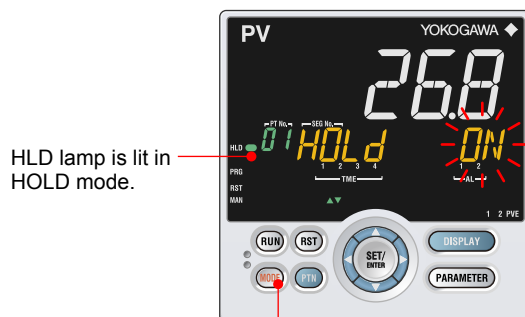 PV
YOKOGAWA
26.8
PT No.
SEG No.
HLD
01
HOLd
ON
1 2 3 4
TME
1 2
AL
PRG
RST
MAN
1 2 PVE
HLD lamp is lit in
HOLD mode.
RUN
RST
SET/
ENTER
DISPLAY
MODE
PTN
PARAMETER